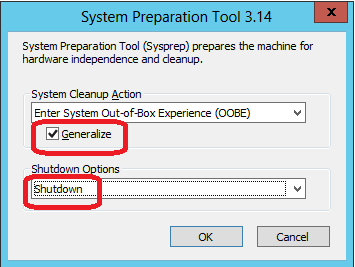 System Preparation Tool 3.14
x
System Preparation Tool (Sysprep) prepares the machine for
hardware independence and cleanup.
System Cleanup Action
Enter System Out-of-Box Experience (OOBE)
Generalize
Shutdown Options
Shutdown
OK
Cancel